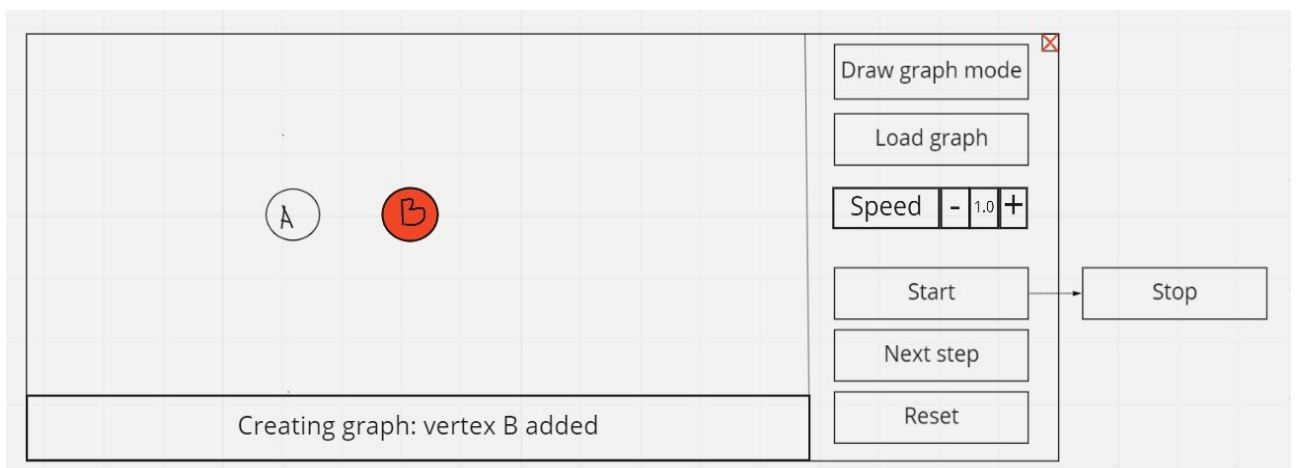 A
B
Creating graph: vertex B added
Draw graph mode
Load graph
Speed - 1.0 +
Start
Stop
Next step
Reset